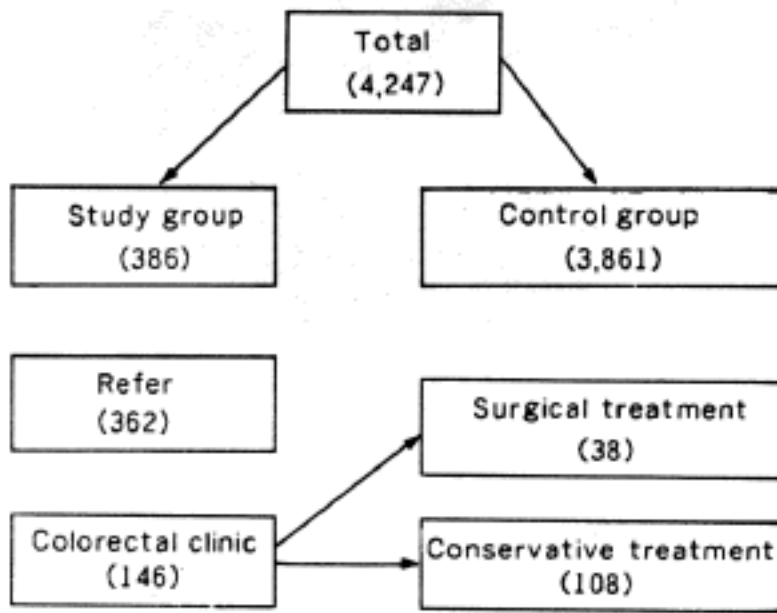 Total
(4,247)
Study group
(386)
Control group
(3,861)
Refer
(362)
Surgical treatment
(38)
Colorectal clinic
(146)
Conservative treatment
(108)